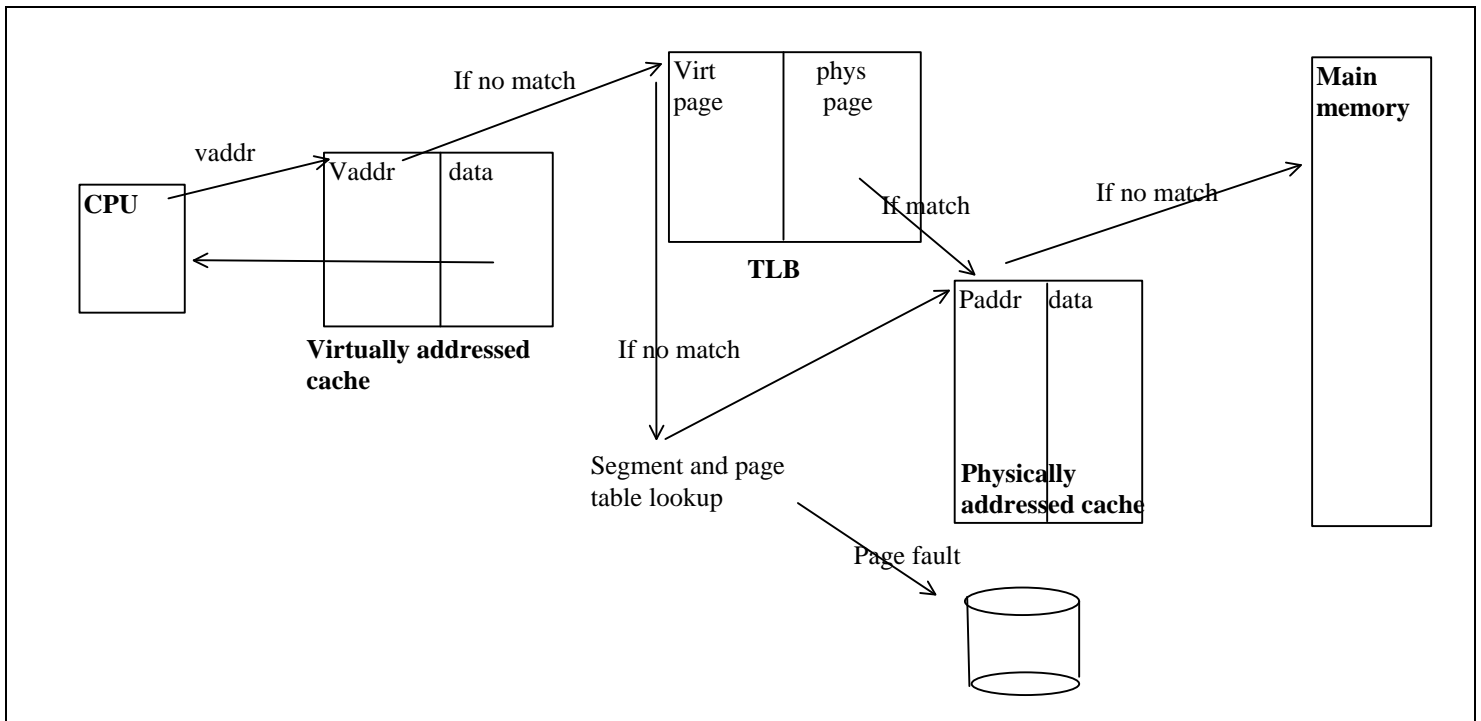 CPU
vaddr
Vaddr
data
Virtually addressed
cache
If no match
Virt
page
phys
page
TLB
If match
If no match
Segment and page
table lookup
Page fault
Paddr
data
Physically
addressed cache
If no match
Main
memory